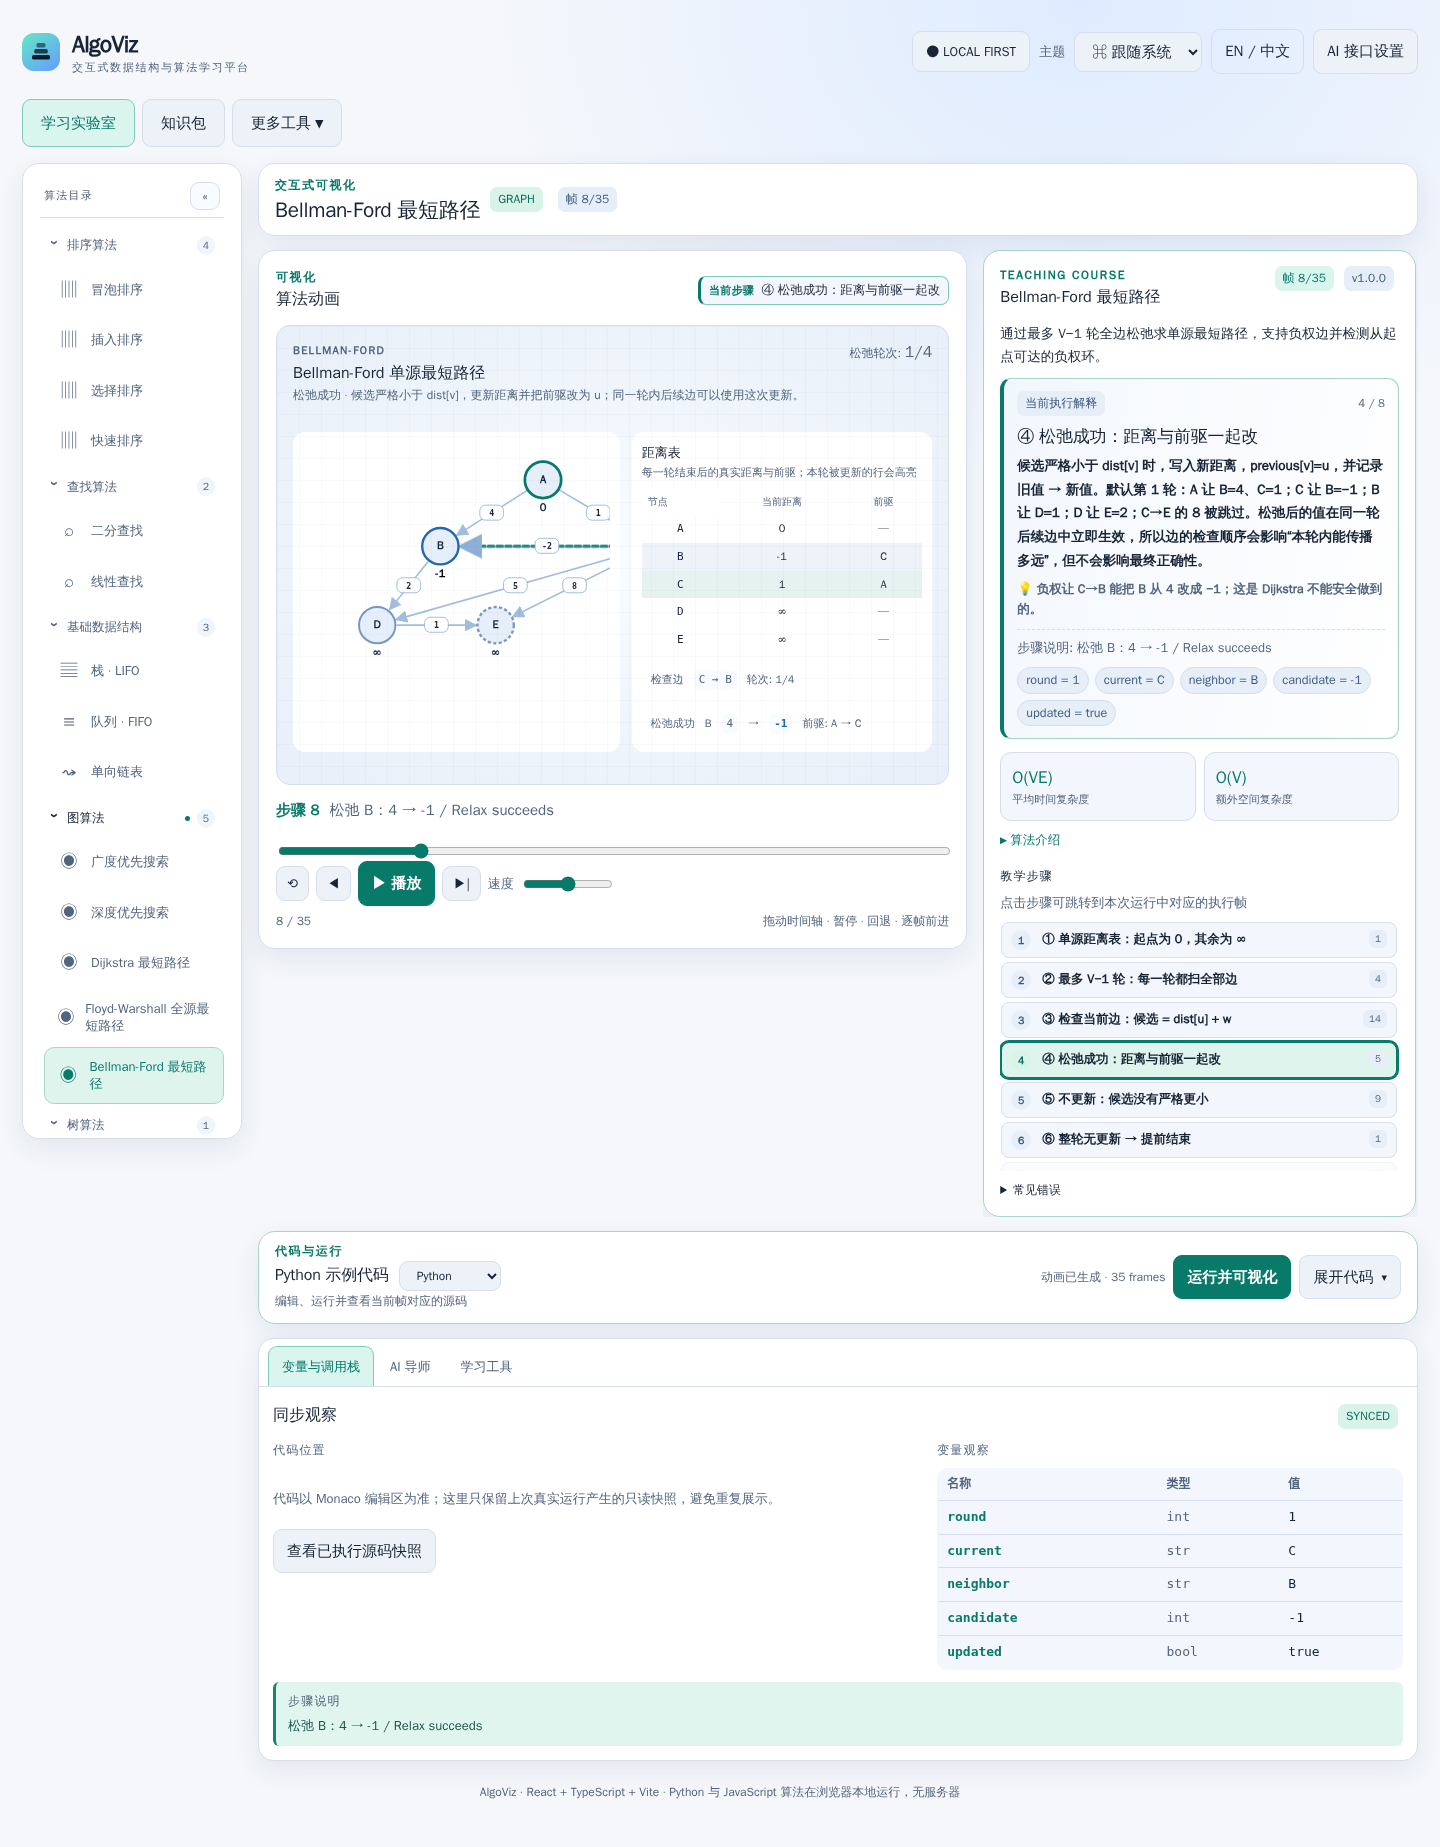 AlgoViz
交互式数据结构与算法学习平台
LOCAL FIRST
主题
⌘ 跟随系统
EN / 中文
AI 接口设置
学习实验室
知识包
更多工具 ▾
算法目录
«
排序算法 4
冒泡排序
插入排序
选择排序
快速排序
查找算法 2
二分查找
线性查找
基础数据结构 3
栈 · LIFO
队列 · FIFO
单向链表
图算法 5
广度优先搜索
深度优先搜索
Dijkstra 最短路径
Floyd-Warshall 全源最
短路径
Bellman-Ford 最短路
径
树算法 1
交互式可视化
Bellman-Ford 最短路径
GRAPH
帧 8/35
可视化
算法动画
当前步骤 ④ 松弛成功：距离与前驱一起改
BELLMAN-FORD
Bellman-Ford 单源最短路径
松弛轮次: 1/4
松弛成功 · 候选严格小于 dist[v]，更新距离并把前驱改为 u；同一轮内后续边可以使用这次更新。
A
0
4
1
B
-1
-2
2
5
8
D
∞
1
E
∞
距离表
每一轮结束后的真实距离与前驱；本轮被更新的行会高亮
节点 当前距离 前驱
A 0 —
B -1 C
C 1 A
D ∞ —
E ∞ —
检查边 C → B 轮次: 1/4
松弛成功 B 4 → -1 前驱: A → C
步骤 8 松弛 B：4 → -1 / Relax succeeds
⟲
◀
▶ 播放
▶|
速度
8 / 35
拖动时间轴 · 暂停 · 回退 · 逐帧前进
TEACHING COURSE
Bellman-Ford 最短路径
帧 8/35
v1.0.0
通过最多 V−1 轮全边松弛求单源最短路径，支持负权边并检测从起
点可达的负权环。
当前执行解释
4 / 8
④ 松弛成功：距离与前驱一起改
候选严格小于 dist[v] 时，写入新距离，previous[v]=u，并记录
旧值 → 新值。默认第 1 轮：A 让 B=4、C=1；C 让 B=−1；B
让 D=1；D 让 E=2；C→E 的 8 被跳过。松弛后的值在同一轮
后续边中立即生效，所以边的检查顺序会影响“本轮内能传播
多远”，但不会影响最终正确性。
💡 负权让 C→B 能把 B 从 4 改成 −1；这是 Dijkstra 不能安全做到
的。
步骤说明: 松弛 B：4 → -1 / Relax succeeds
round = 1
current = C
neighbor = B
candidate = -1
updated = true
O(VE)
平均时间复杂度
O(V)
额外空间复杂度
▸ 算法介绍
教学步骤
点击步骤可跳转到本次运行中对应的执行帧
1 ① 单源距离表：起点为 0，其余为 ∞ 1
2 ② 最多 V−1 轮：每一轮都扫全部边 4
3 ③ 检查当前边：候选 = dist[u] + w 14
4 ④ 松弛成功：距离与前驱一起改 5
5 ⑤ 不更新：候选没有严格更小 9
6 ⑥ 整轮无更新 → 提前结束 1
▸ 常见错误
代码与运行
Python 示例代码
Python
编辑、运行并查看当前帧对应的源码
动画已生成 · 35 frames
运行并可视化
展开代码 ▾
变量与调用栈
AI 导师
学习工具
同步观察
SYNCED
代码位置
代码以 Monaco 编辑区为准；这里只保留上次真实运行产生的只读快照，避免重复展示。
查看已执行源码快照
变量观察
名称 类型 值
round int 1
current str C
neighbor str B
candidate int -1
updated bool true
步骤说明
松弛 B：4 → -1 / Relax succeeds
AlgoViz · React + TypeScript + Vite · Python 与 JavaScript 算法在浏览器本地运行，无服务器